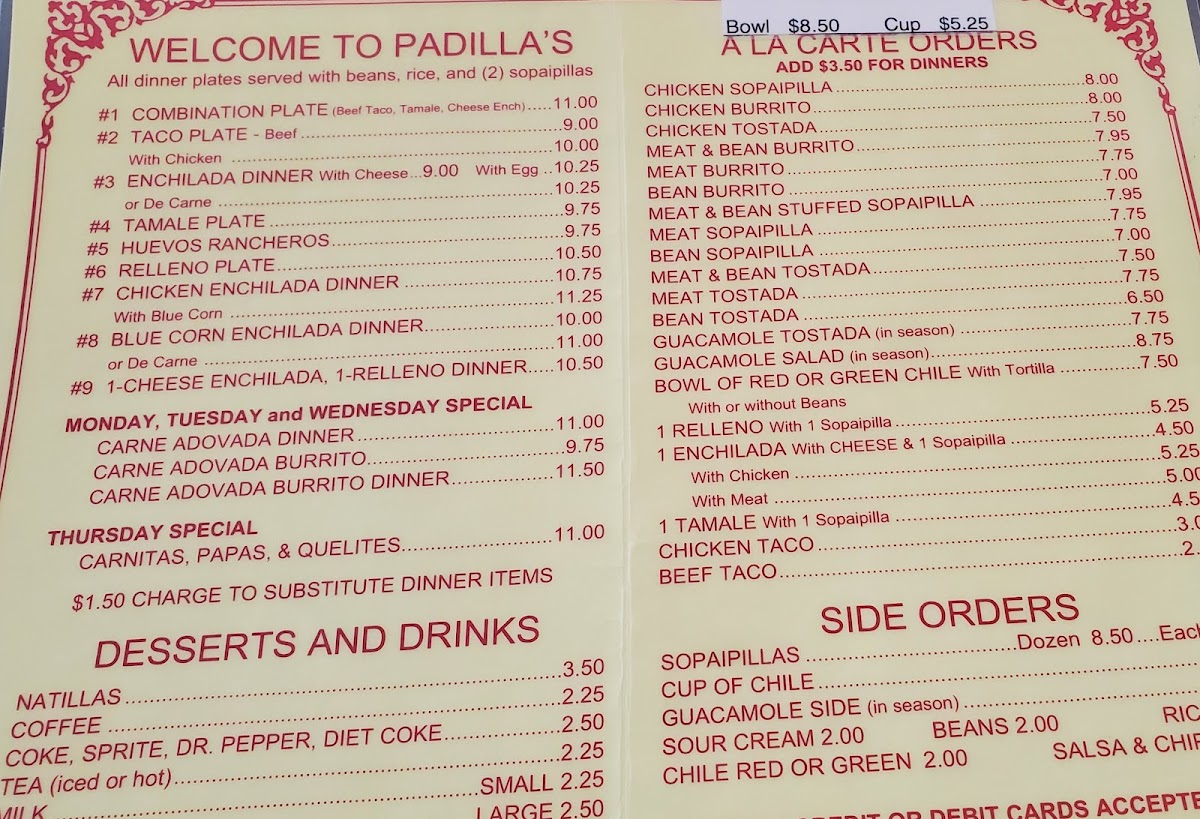 WELCOME TO PADILLA'S
All dinner plates served with beans, rice, and (2) sopaipillas
#1 COMBINATION PLATE (Beef Taco, Tamale, Cheese Ench).....11.00
#2 TACO PLATE - Beef ..... 9.00
With Chicken ..... 10.00
#3 ENCHILADA DINNER With Cheese...9.00 With Egg ..10.25
or De Carne ..... 10.25
#4 TAMALE PLATE ..... 9.75
#5 HUEVOS RANCHEROS ..... 9.75
#6 RELLENO PLATE ..... 10.50
#7 CHICKEN ENCHILADA DINNER ..... 10.75
With Blue Corn ..... 11.25
#8 BLUE CORN ENCHILADA DINNER ..... 10.00
or De Carne ..... 11.00
#9 1-CHEESE ENCHILADA, 1-RELLENO DINNER.....10.50
MONDAY, TUESDAY and WEDNESDAY SPECIAL
CARNE ADOVADA DINNER ..... 11.00
CARNE ADOVADA BURRITO ..... 9.75
CARNE ADOVADA BURRITO DINNER ..... 11.50
THURSDAY SPECIAL
CARNITAS, PAPAS, & QUELITES ..... 11.00
$1.50 CHARGE TO SUBSTITUTE DINNER ITEMS
DESSERTS AND DRINKS
NATILLAS ..... 3.50
COFFEE ..... 2.25
COKE, SPRITE, DR. PEPPER, DIET COKE ..... 2.50
TEA (iced or hot) ..... 2.25
MILK ..... SMALL 2.25
LARGE 2.50
Bowl $8.50 Cup $5.25
A LA CARTE ORDERS
ADD $3.50 FOR DINNERS
CHICKEN SOPAIPILLA ..... 8.00
CHICKEN BURRITO ..... 8.00
CHICKEN TOSTADA ..... 7.50
MEAT & BEAN BURRITO ..... 7.95
MEAT BURRITO ..... 7.75
BEAN BURRITO ..... 7.00
MEAT & BEAN STUFFED SOPAIPILLA ..... 7.95
MEAT SOPAIPILLA ..... 7.75
BEAN SOPAIPILLA ..... 7.00
MEAT & BEAN TOSTADA ..... 7.50
MEAT TOSTADA ..... 7.75
BEAN TOSTADA ..... 6.50
GUACAMOLE TOSTADA (in season) ..... 7.75
GUACAMOLE SALAD (in season) ..... 8.75
BOWL OF RED OR GREEN CHILE With Tortilla ..... 7.50
With or without Beans
1 RELLENO With 1 Sopaipilla ..... 5.25
1 ENCHILADA With CHEESE & 1 Sopaipilla ..... 4.50
With Chicken ..... 5.25
With Meat ..... 5.00
1 TAMALE With 1 Sopaipilla ..... 4.5
CHICKEN TACO ..... 3.0
BEEF TACO ..... 2.
SIDE ORDERS
SOPAIPILLAS ..... Dozen 8.50 ....Each
CUP OF CHILE .....
GUACAMOLE SIDE (in season) .....
SOUR CREAM 2.00 BEANS 2.00 RIC
CHILE RED OR GREEN 2.00 SALSA & CHIP
CREDIT OR DEBIT CARDS ACCEPTE